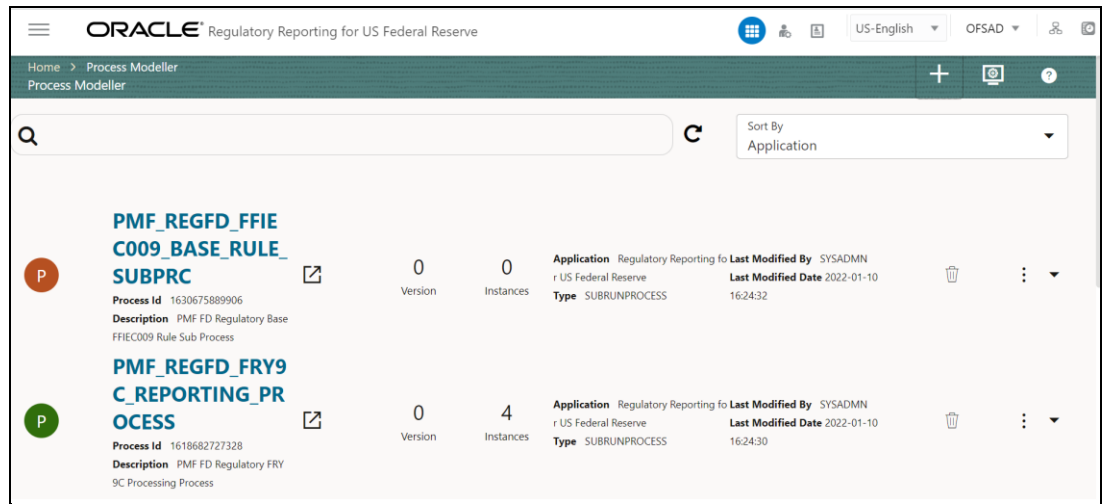 ORACLE® Regulatory Reporting for US Federal Reserve
US-English
OFSAD
Home > Process Modeller
Process Modeller
?
Sort By
Application
P
PMF_REGFD_FFIE
C009_BASE_RULE_
SUBPRC
Process Id 1630675889906
Description PMF FD Regulatory Base
FFIEC009 Rule Sub Process
0
Version
0
Instances
Application Regulatory Reporting fo
r US Federal Reserve
Type SUBRUNPROCESS
Last Modified By SYSADMN
Last Modified Date 2022-01-10
16:24:32
P
PMF_REGFD_FRY9
C_REPORTING_PR
OCESS
Process Id 1618682727328
Description PMF FD Regulatory FRY
9C Processing Process
0
Version
4
Instances
Application Regulatory Reporting fo
r US Federal Reserve
Type SUBRUNPROCESS
Last Modified By SYSADMN
Last Modified Date 2022-01-10
16:24:30